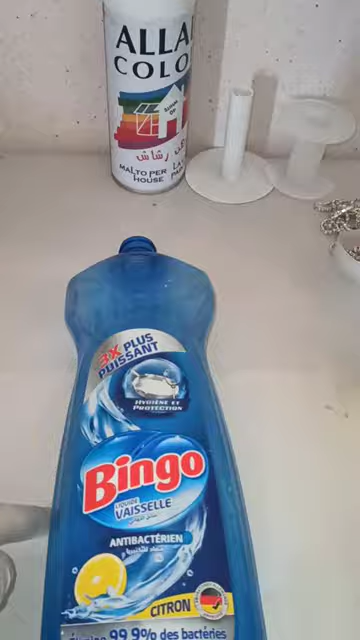 ALLA
COLO
رشاش
MALTO PER
HOUSE
3X PLUS
PUISSANT
HYGIÈNE ET
PROTECTION
Bingo
LIQUIDE
VAISSELLE
ANTIBACTÉRIEN
CITRON
99,9% des bactéries